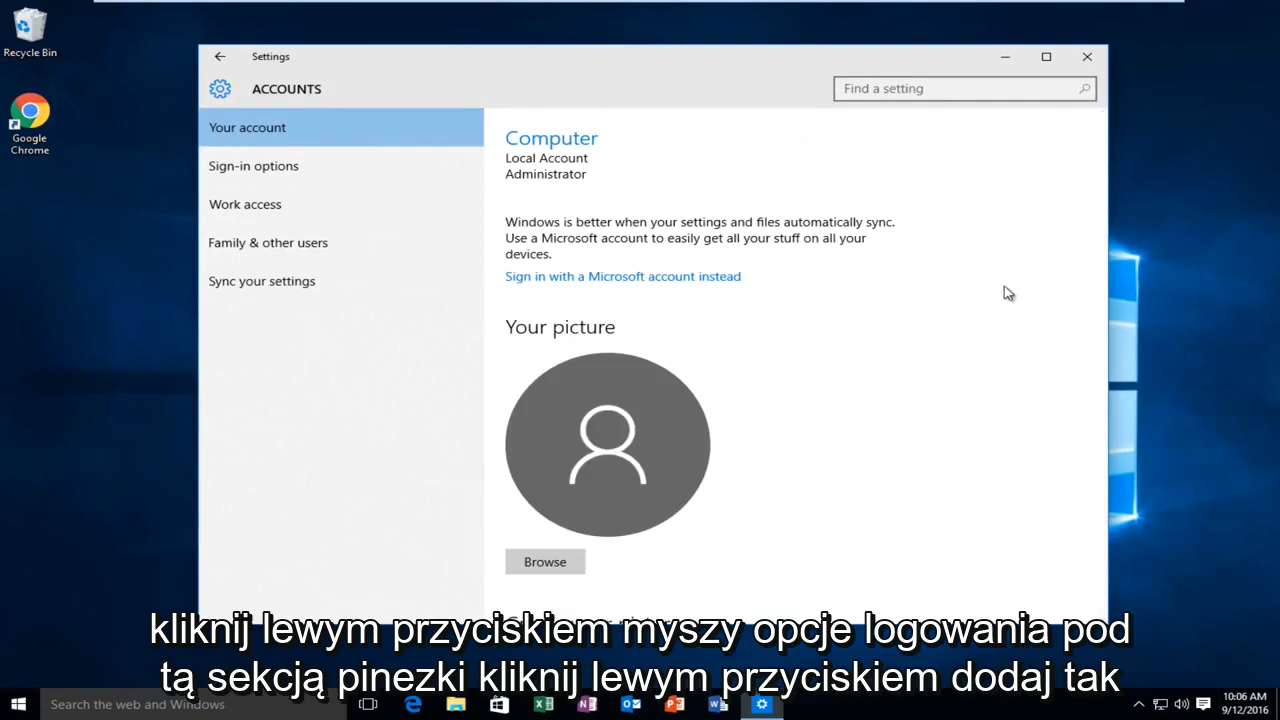 Recycle Bin
Google
Chrome
Settings
ACCOUNTS
Find a setting
Your account
Sign-in options
Work access
Family & other users
Sync your settings
Computer
Local Account
Administrator
Windows is better when your settings and files automatically sync.
Use a Microsoft account to easily get all your stuff on all your
devices.
Sign in with a Microsoft account instead
Your picture
Browse
kliknij lewym przyciskiem myszy opcje logowania pod
tą sekcją pinezki kliknij lewym przyciskiem dodaj tak
Search the web and Windows
10:06 AM
9/12/2016